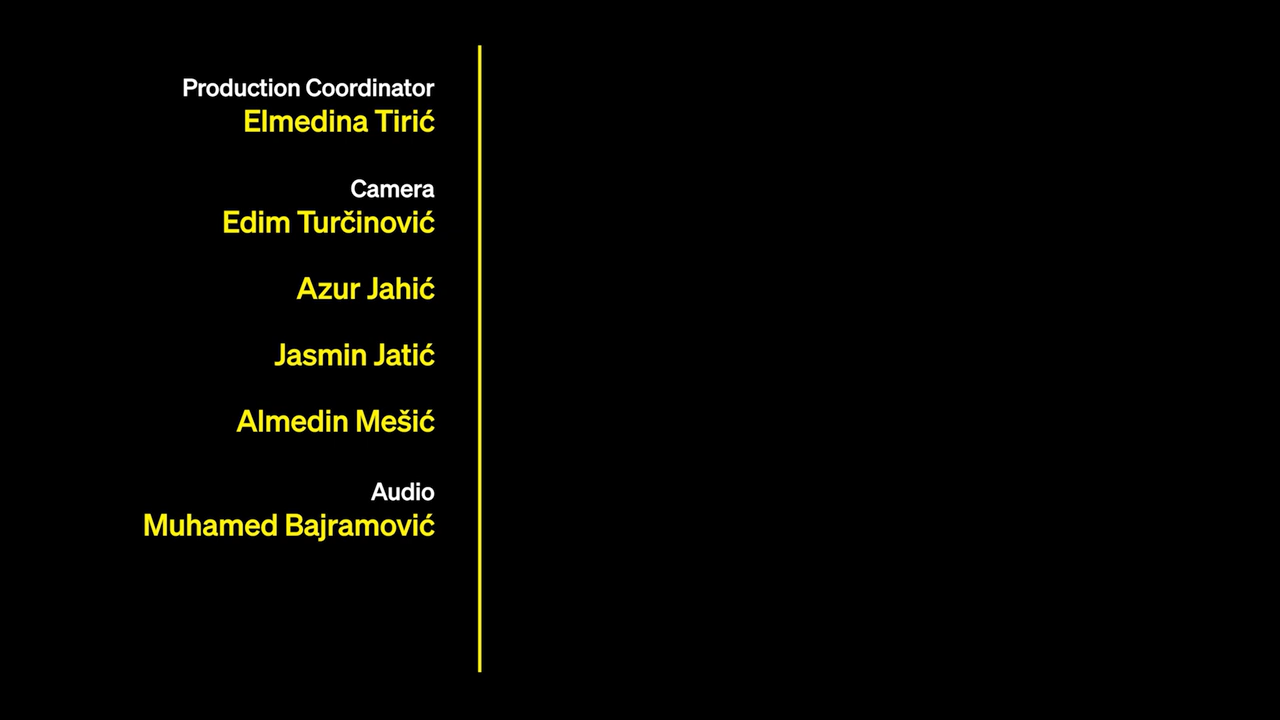 Production Coordinator
Elmedina Tirić
Camera
Edim Turčinović
Azur Jahić
Jasmin Jatić
Almedin Mešić
Audio
Muhamed Bajramović